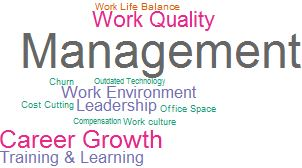 Work Life Balance
Work Quality
Management
Churn Outdated Technology
Work Environment
Cost Cutting Leadership Office Space
Compensation Work culture
Career Growth
Training & Learning